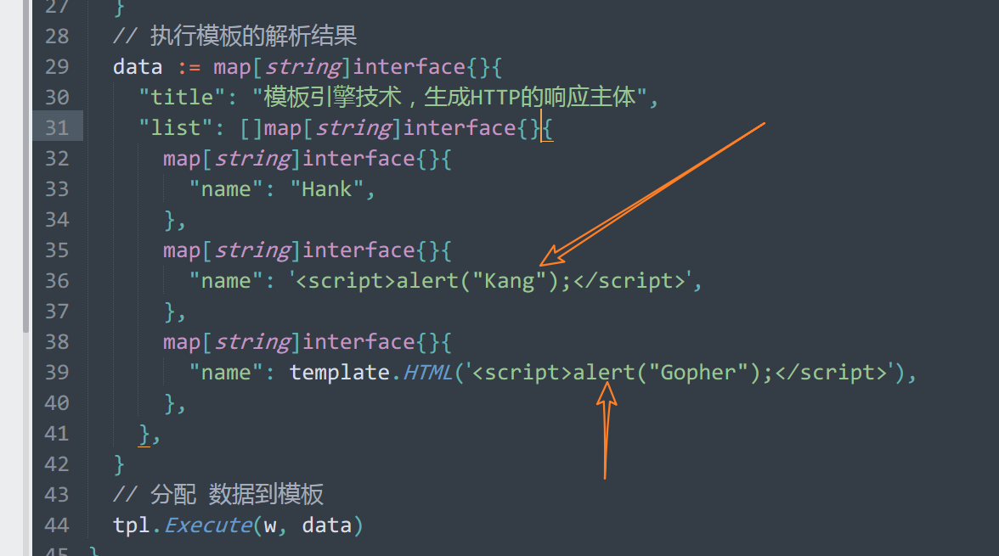 27 }
28 // 执行模板的解析结果
29 data := map[string]interface{}{
30 "title": "模板引擎技术，生成HTTP的响应主体",
31 "list": []map[string]interface{}{
32 map[string]interface{}{
33 "name": "Hank",
34 },
35 map[string]interface{}{
36 "name": `<script>alert("Kang");</script>`,
37 },
38 map[string]interface{}{
39 "name": template.HTML(`<script>alert("Gopher");</script>`),
40 },
41 },
42 }
43 // 分配 数据到模板
44 tpl.Execute(w, data)
45 }